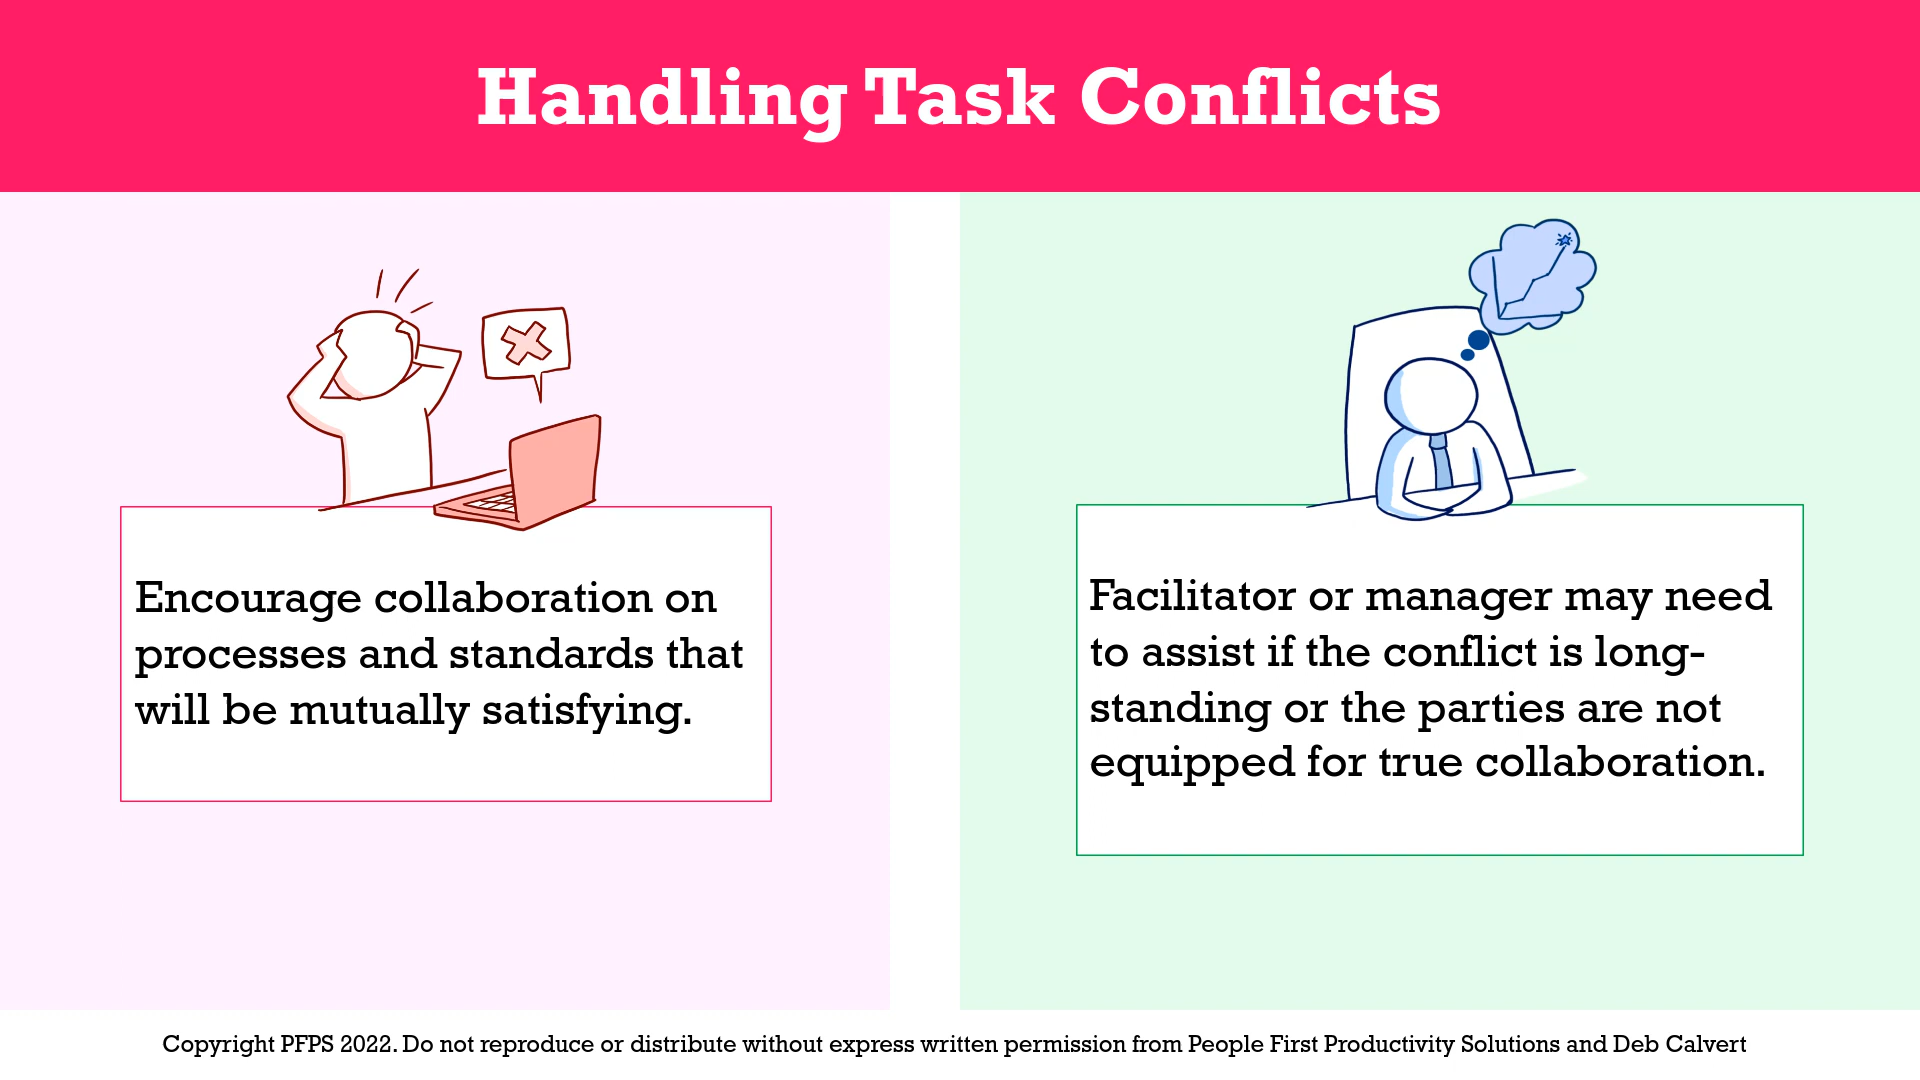 Handling Task Conflicts
Encourage collaboration on
processes and standards that
will be mutually satisfying.
Facilitator or manager may need
to assist if the conflict is long-
standing or the parties are not
equipped for true collaboration.
Copyright PFPS 2022. Do not reproduce or distribute without express written permission from People First Productivity Solutions and Deb Calvert